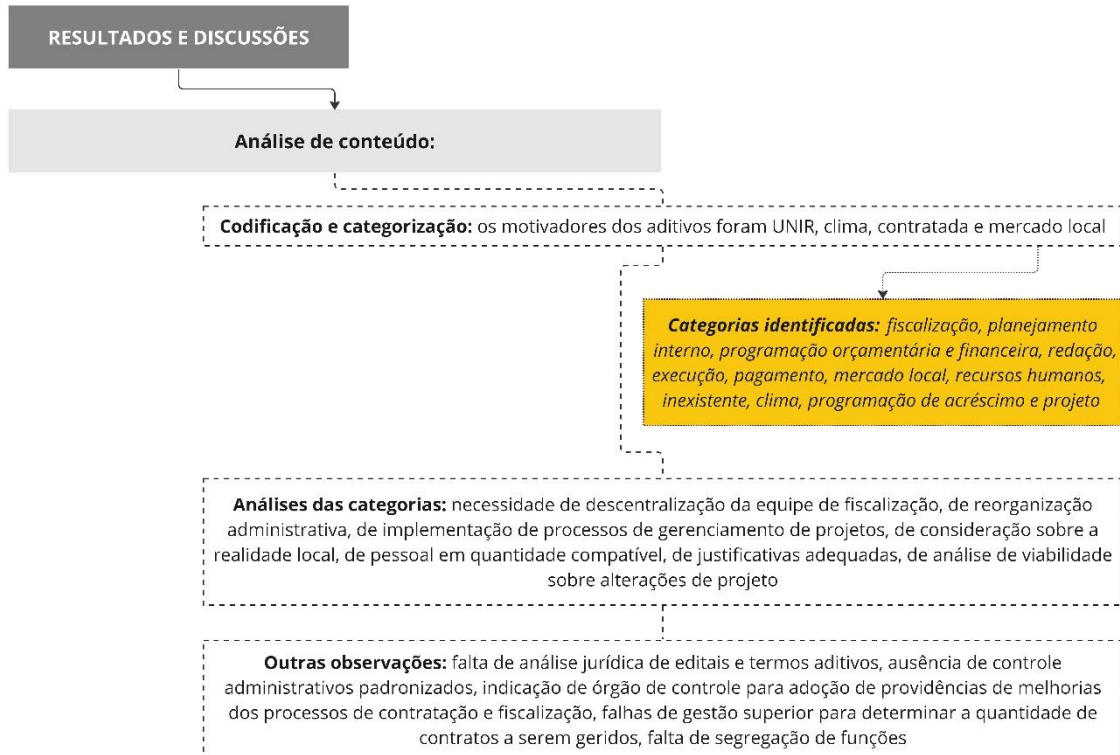 RESULTADOS E DISCUSSÕES
Análise de conteúdo:
Codificação e categorização: os motivadores dos aditivos foram UNIR, clima, contratada e mercado local
Categorias identificadas: fiscalização, planejamento
interno, programação orçamentária e financeira, redação,
execução, pagamento, mercado local, recursos humanos,
inexistente, clima, programação de acréscimo e projeto
Análises das categorias: necessidade de descentralização da equipe de fiscalização, de reorganização
administrativa, de implementação de processos de gerenciamento de projetos, de consideração sobre a
realidade local, de pessoal em quantidade compatível, de justificativas adequadas, de análise de viabilidade
sobre alterações de projeto
Outras observações: falta de análise jurídica de editais e termos aditivos, ausência de controle
administrativos padronizados, indicação de órgão de controle para adoção de providências de melhorias
dos processos de contratação e fiscalização, falhas de gestão superior para determinar a quantidade de
contratos a serem geridos, falta de segregação de funções